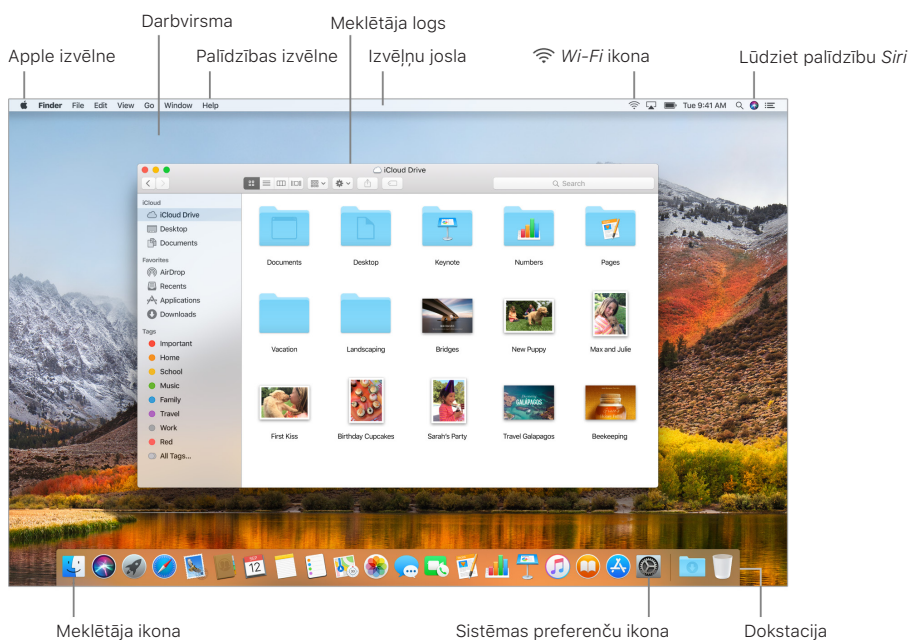 Darbvirsma
Meklētāja logs
Apple izvēlne
Palīdzības izvēlne
Izvēļņu josla
Wi-Fi ikona
Lūdziet palīdzību Siri
Finder File Edit View Go Window Help
Tue 9:41 AM
iCloud Drive
Search
iCloud
iCloud Drive
Desktop
Documents
Favorites
AirDrop
Recents
Applications
Downloads
Tags
Important
Home
School
Music
Family
Travel
Work
Red
All Tags...
Documents
Desktop
Keynote
Numbers
Pages
Vacation
Landscaping
Bridges
New Puppy
Max and Julie
GALAPAGOS
First Kiss
Birthday Cupcakes
Sarah's Party
Travel Galapagos
Beekeeping
12
Meklētāja ikona
Sistēmas preferenču ikona
Dokstacija